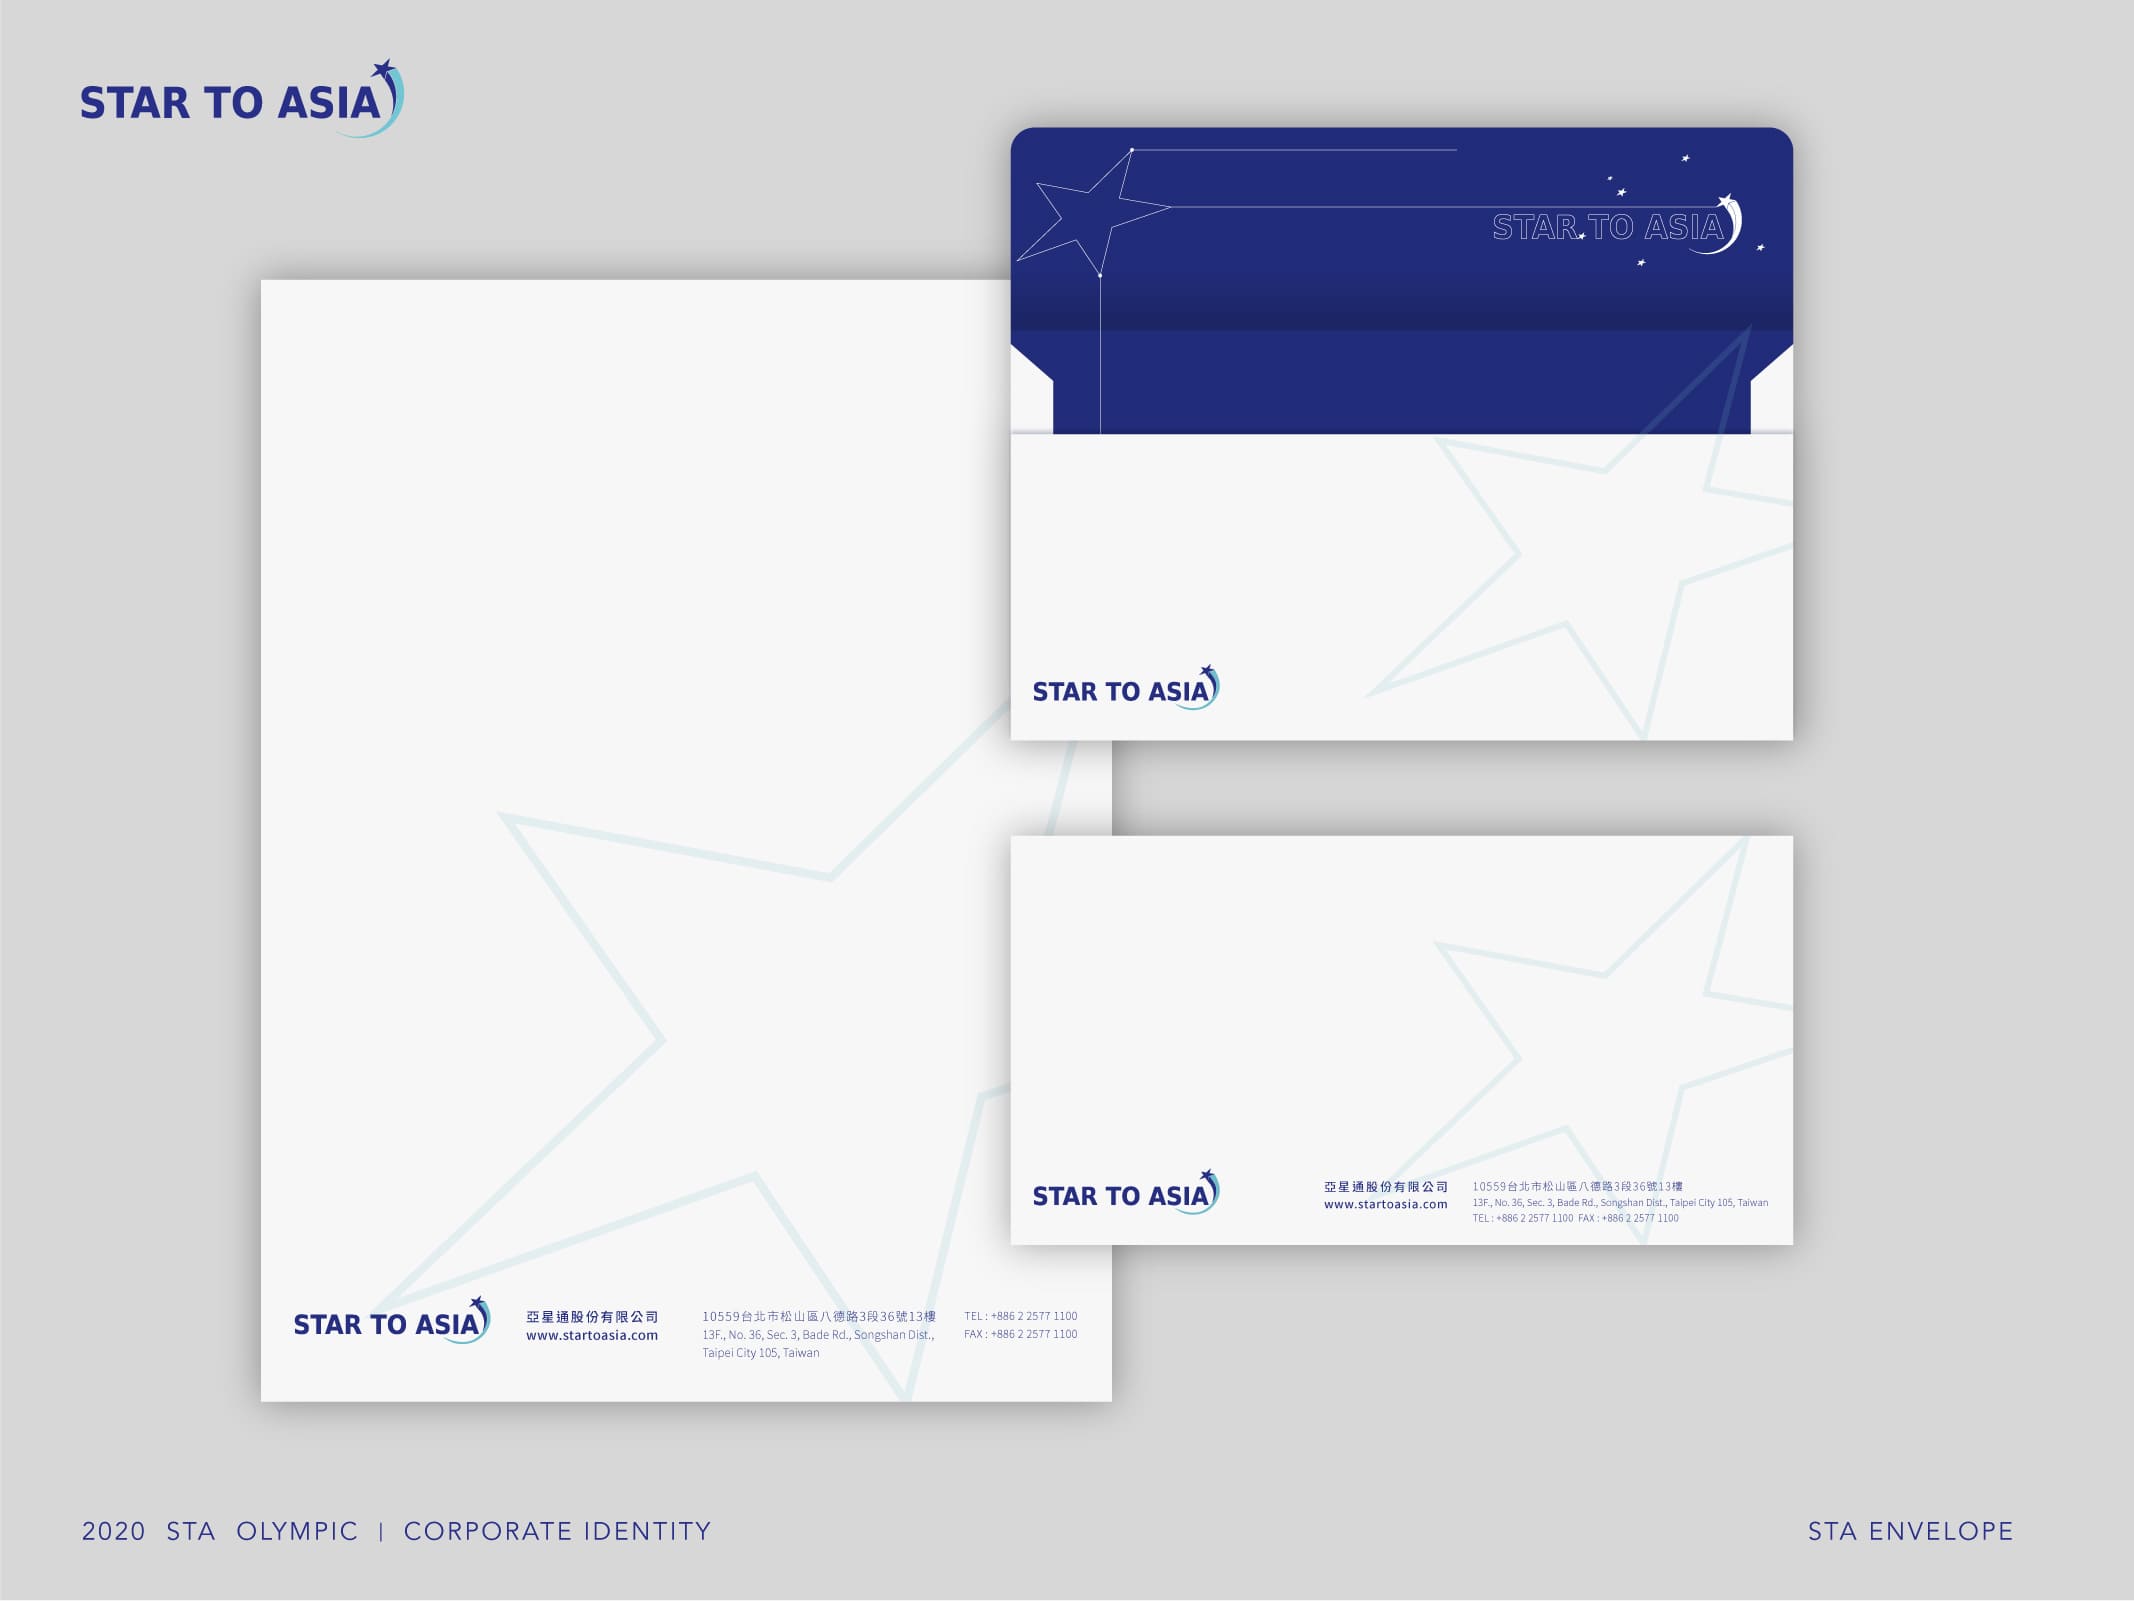 STAR TO ASIA
STAR TO ASIA
STAR TO ASIA
STAR TO ASIA
亞星通股份有限公司
www.startoasia.com
10559台北市松山區八德路3段36號13樓
13F., No. 36, Sec. 3, Bade Rd., Songshan Dist., Taipei City 105, Taiwan
TEL : +886 2 2577 1100 FAX : +886 2 2577 1100
STAR TO ASIA
亞星通股份有限公司
www.startoasia.com
10559台北市松山區八德路3段36號13樓
13F., No. 36, Sec. 3, Bade Rd., Songshan Dist.,
Taipei City 105, Taiwan
TEL : +886 2 2577 1100
FAX : +886 2 2577 1100
2020 STA OLYMPIC | CORPORATE IDENTITY
STA ENVELOPE